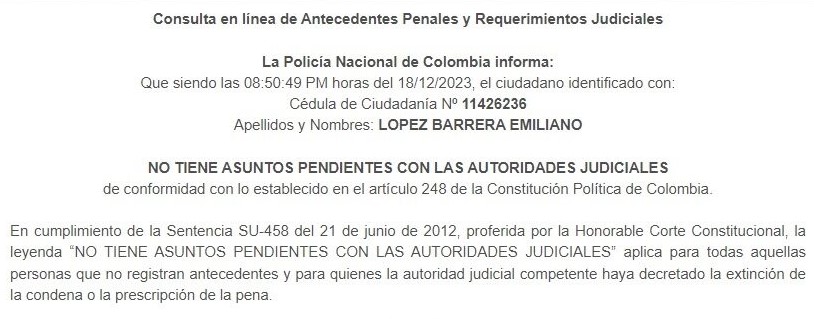 Consulta en línea de Antecedentes Penales y Requerimientos Judiciales
La Policía Nacional de Colombia informa:
Que siendo las 08:50:49 PM horas del 18/12/2023, el ciudadano identificado con:
Cédula de Ciudadanía Nº 11426236
Apellidos y Nombres: LOPEZ BARRERA EMILIANO
NO TIENE ASUNTOS PENDIENTES CON LAS AUTORIDADES JUDICIALES
de conformidad con lo establecido en el artículo 248 de la Constitución Política de Colombia.
En cumplimiento de la Sentencia SU-458 del 21 de junio de 2012, proferida por la Honorable Corte Constitucional, la
leyenda “NO TIENE ASUNTOS PENDIENTES CON LAS AUTORIDADES JUDICIALES” aplica para todas aquellas
personas que no registran antecedentes y para quienes la autoridad judicial competente haya decretado la extinción de
la condena o la prescripción de la pena.